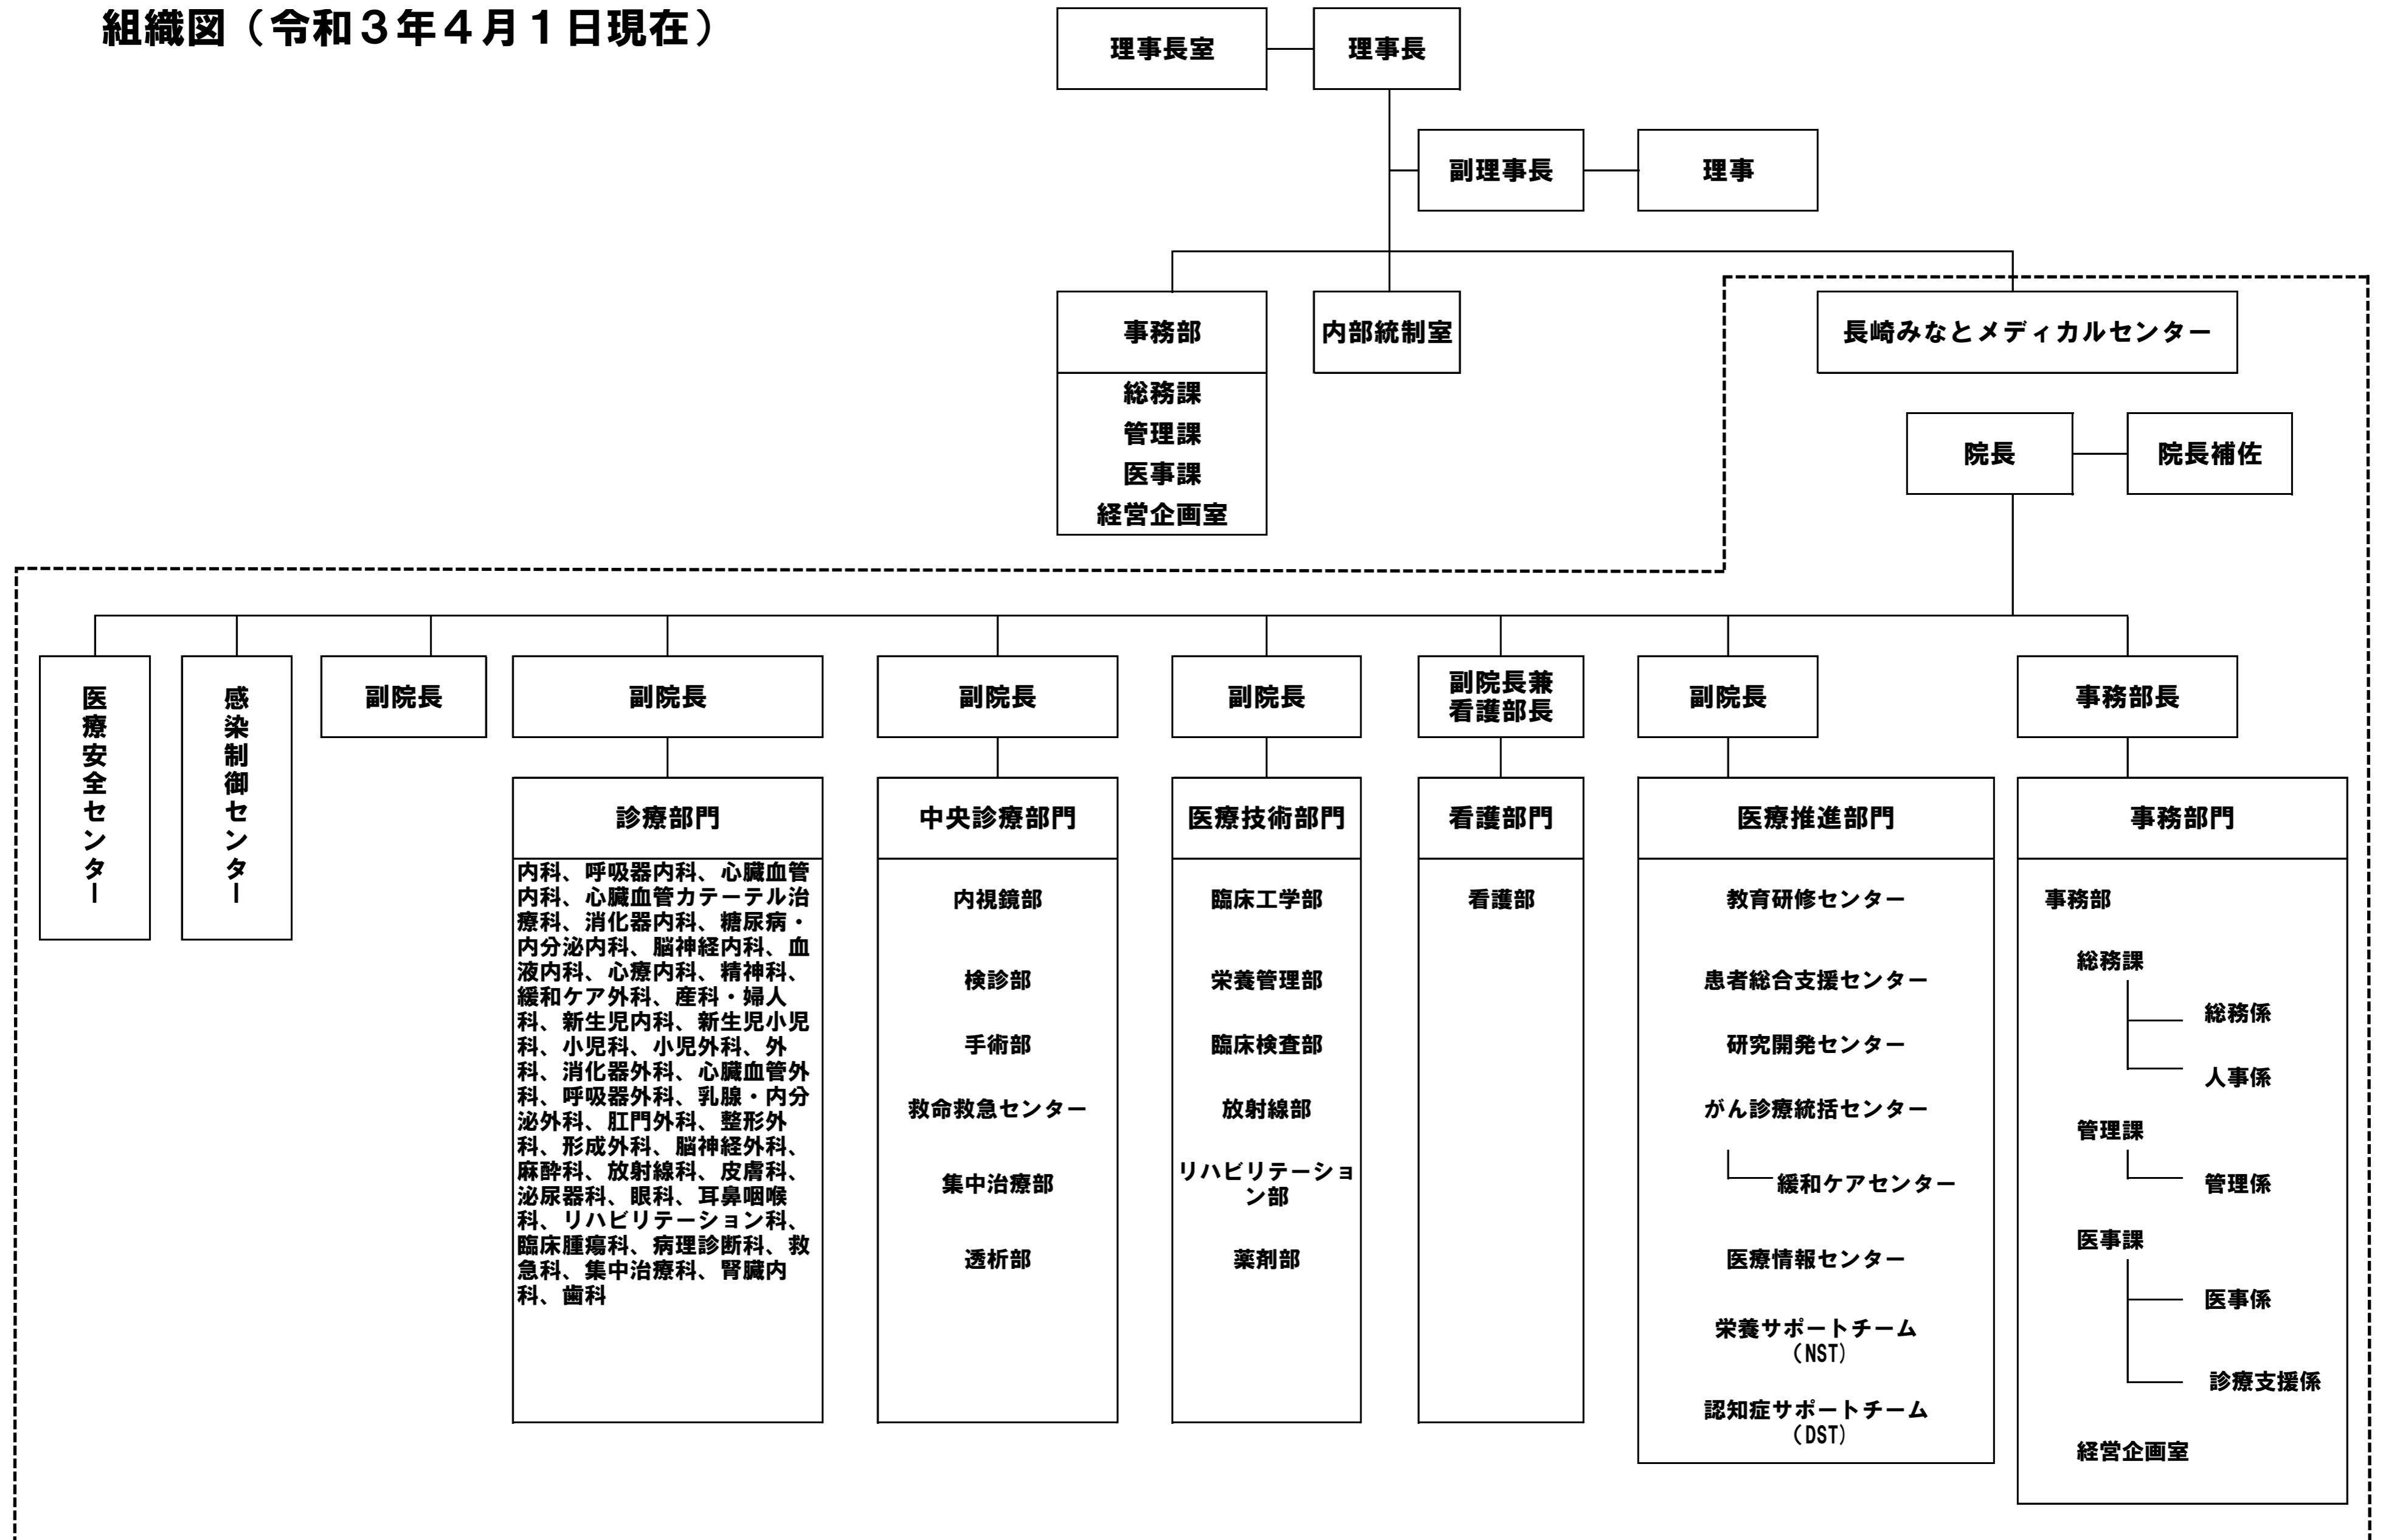 組織図（令和３年４月１日現在）
理事長室
理事長
副理事長
理事
事務部
内部統制室
長崎みなとメディカルセンター
総務課
管理課
医事課
経営企画室
院長
院長補佐
医療安全センター
感染制御センター
副院長
副院長
副院長
副院長
副院長兼
看護部長
副院長
事務部長
診療部門
内科、呼吸器内科、心臓血管
内科、心臓血管カテーテル治
療科、消化器内科、糖尿病・
内分泌内科、脳神経内科、血
液内科、心療内科、精神科、
緩和ケア外科、産科・婦人
科、新生児内科、新生児小児
科、小児科、小児外科、外
科、消化器外科、心臓血管外
科、呼吸器外科、乳腺・内分
泌外科、肛門外科、整形外
科、形成外科、脳神経外科、
麻酔科、放射線科、皮膚科、
泌尿器科、眼科、耳鼻咽喉
科、リハビリテーション科、
臨床腫瘍科、病理診断科、救
急科、集中治療科、腎臓内
科、歯科
中央診療部門
内視鏡部
検診部
手術部
救命救急センター
集中治療部
透析部
医療技術部門
臨床工学部
栄養管理部
臨床検査部
放射線部
リハビリテーショ
ン部
薬剤部
看護部門
看護部
医療推進部門
教育研修センター
患者総合支援センター
研究開発センター
がん診療統括センター
緩和ケアセンター
医療情報センター
栄養サポートチーム
（NST）
認知症サポートチーム
（DST）
事務部門
事務部
総務課
総務係
人事係
管理課
管理係
医事課
医事係
診療支援係
経営企画室